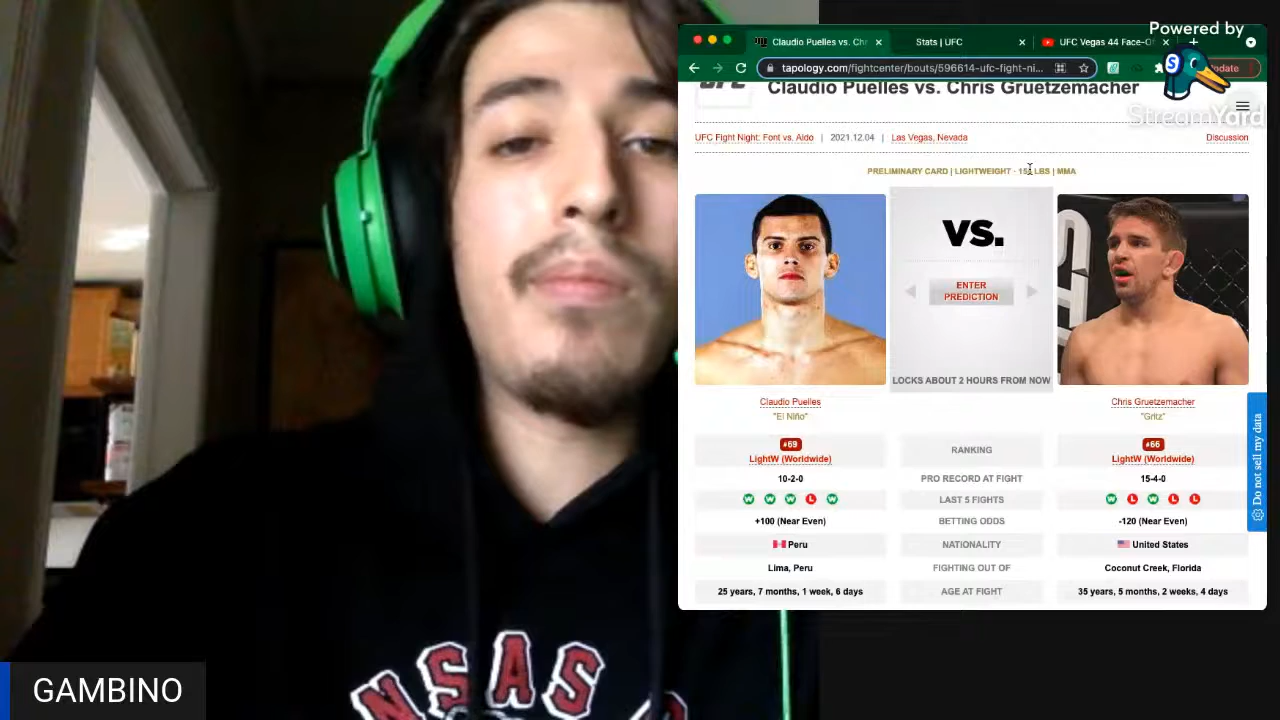 Powered by
StreamYard
Claudio Puelles vs. Chr
Stats | UFC
UFC Vegas 44 Face-O
tapology.com/fightcenter/bouts/596614-ufc-fight-ni...
Claudio Puelles vs. Chris Gruetzemacher
UFC Fight Night: Font vs. Aldo | 2021.12.04 | Las Vegas, Nevada
Discussion
PRELIMINARY CARD | LIGHTWEIGHT · 155 LBS | MMA
VS.
ENTER
PREDICTION
LOCKS ABOUT 2 HOURS FROM NOW
Claudio Puelles
Chris Gruetzemacher
"El Niño"
"Gritz"
#69
#66
LightW (Worldwide)
RANKING
LightW (Worldwide)
10-2-0
PRO RECORD AT FIGHT
15-4-0
W W W L W
LAST 5 FIGHTS
W L W L L
+100 (Near Even)
BETTING ODDS
-120 (Near Even)
Peru
NATIONALITY
United States
Lima, Peru
FIGHTING OUT OF
Coconut Creek, Florida
25 years, 7 months, 1 week, 6 days
AGE AT FIGHT
35 years, 5 months, 2 weeks, 4 days
Do not sell my data
NSAS
GAMBINO